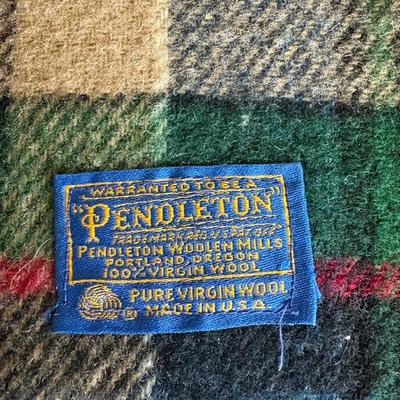 WARRANTED TO BE A
"PENDLETON"
TRADE MARK REG. U.S. PAT. OFF.
PENDLETON WOOLEN MILLS
PORTLAND, OREGON
100% VIRGIN WOOL
® PURE VIRGIN WOOL
MADE IN U.S.A.